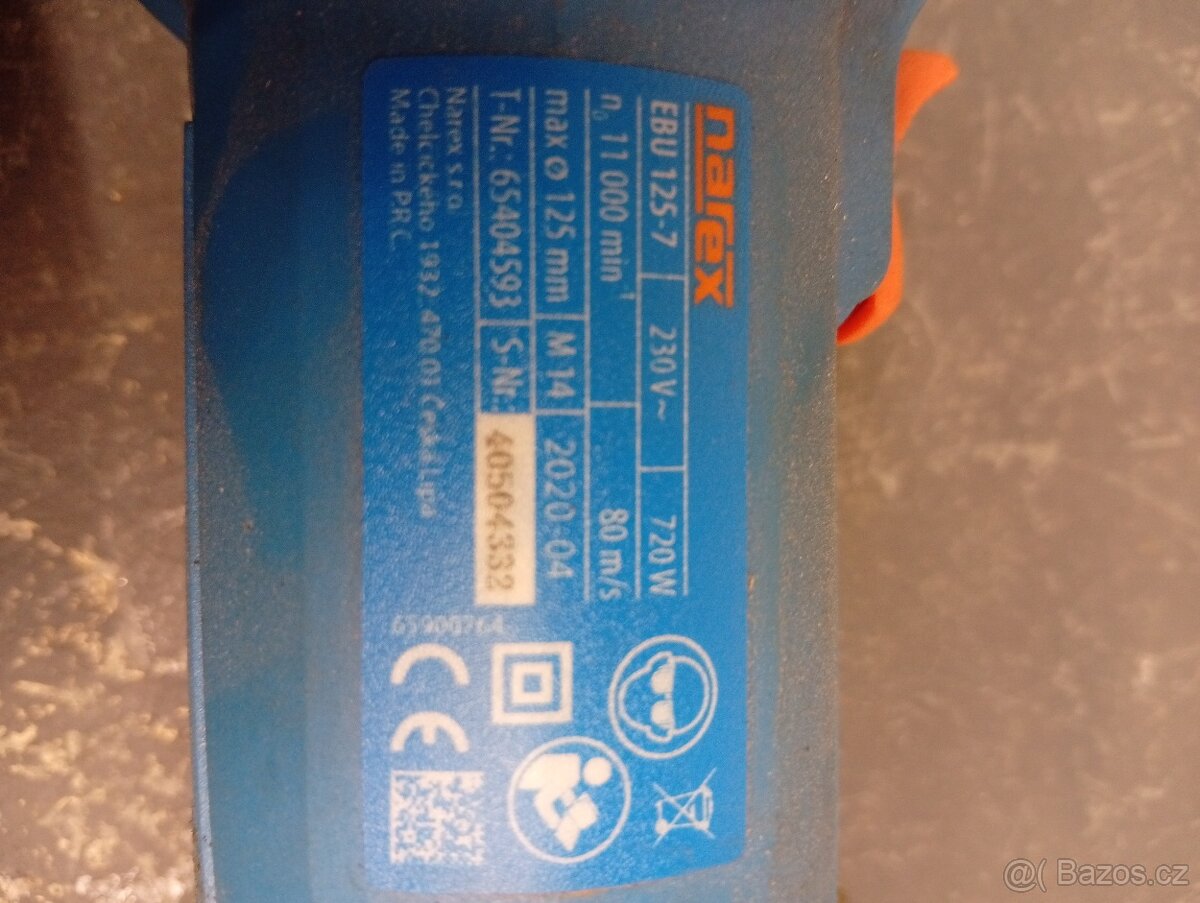 narex
EBU 125-7 230 V~ 720 W
n₀ 11 000 min⁻¹ 80 m/s
max ø 125 mm M 14 2020-04
T-Nr.: 65404593 S-Nr.: 40504332
Narex s.r.o.
Chelčického 1932, 470 01 Česká Lípa
Made in P.R.C.
65900764
CE
@( Bazos.cz